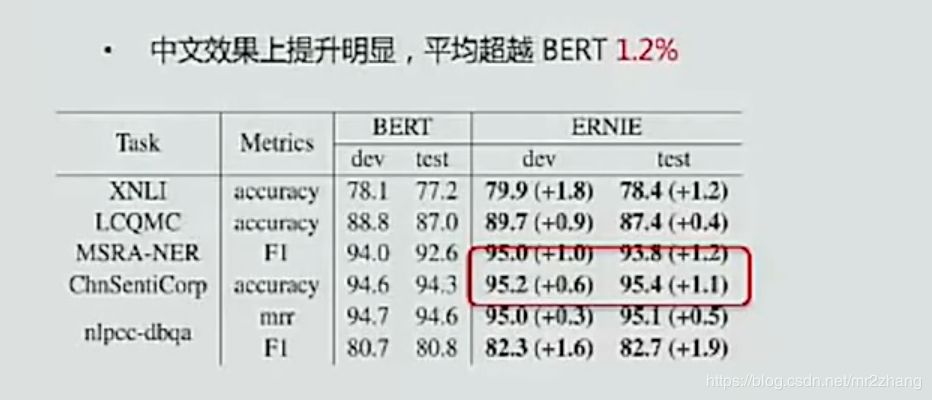 • 中文效果上提升明显，平均超越 BERT 1.2%
Task Metrics BERT ERNIE
dev test dev test
XNLI accuracy 78.1 77.2 79.9 (+1.8) 78.4 (+1.2)
LCQMC accuracy 88.8 87.0 89.7 (+0.9) 87.4 (+0.4)
MSRA-NER F1 94.0 92.6 95.0 (+1.0) 93.8 (+1.2)
ChnSentiCorp accuracy 94.6 94.3 95.2 (+0.6) 95.4 (+1.1)
nlpcc-dbqa mrr 94.7 94.6 95.0 (+0.3) 95.1 (+0.5)
F1 80.7 80.8 82.3 (+1.6) 82.7 (+1.9)
https://blog.csdn.net/mr2zhang